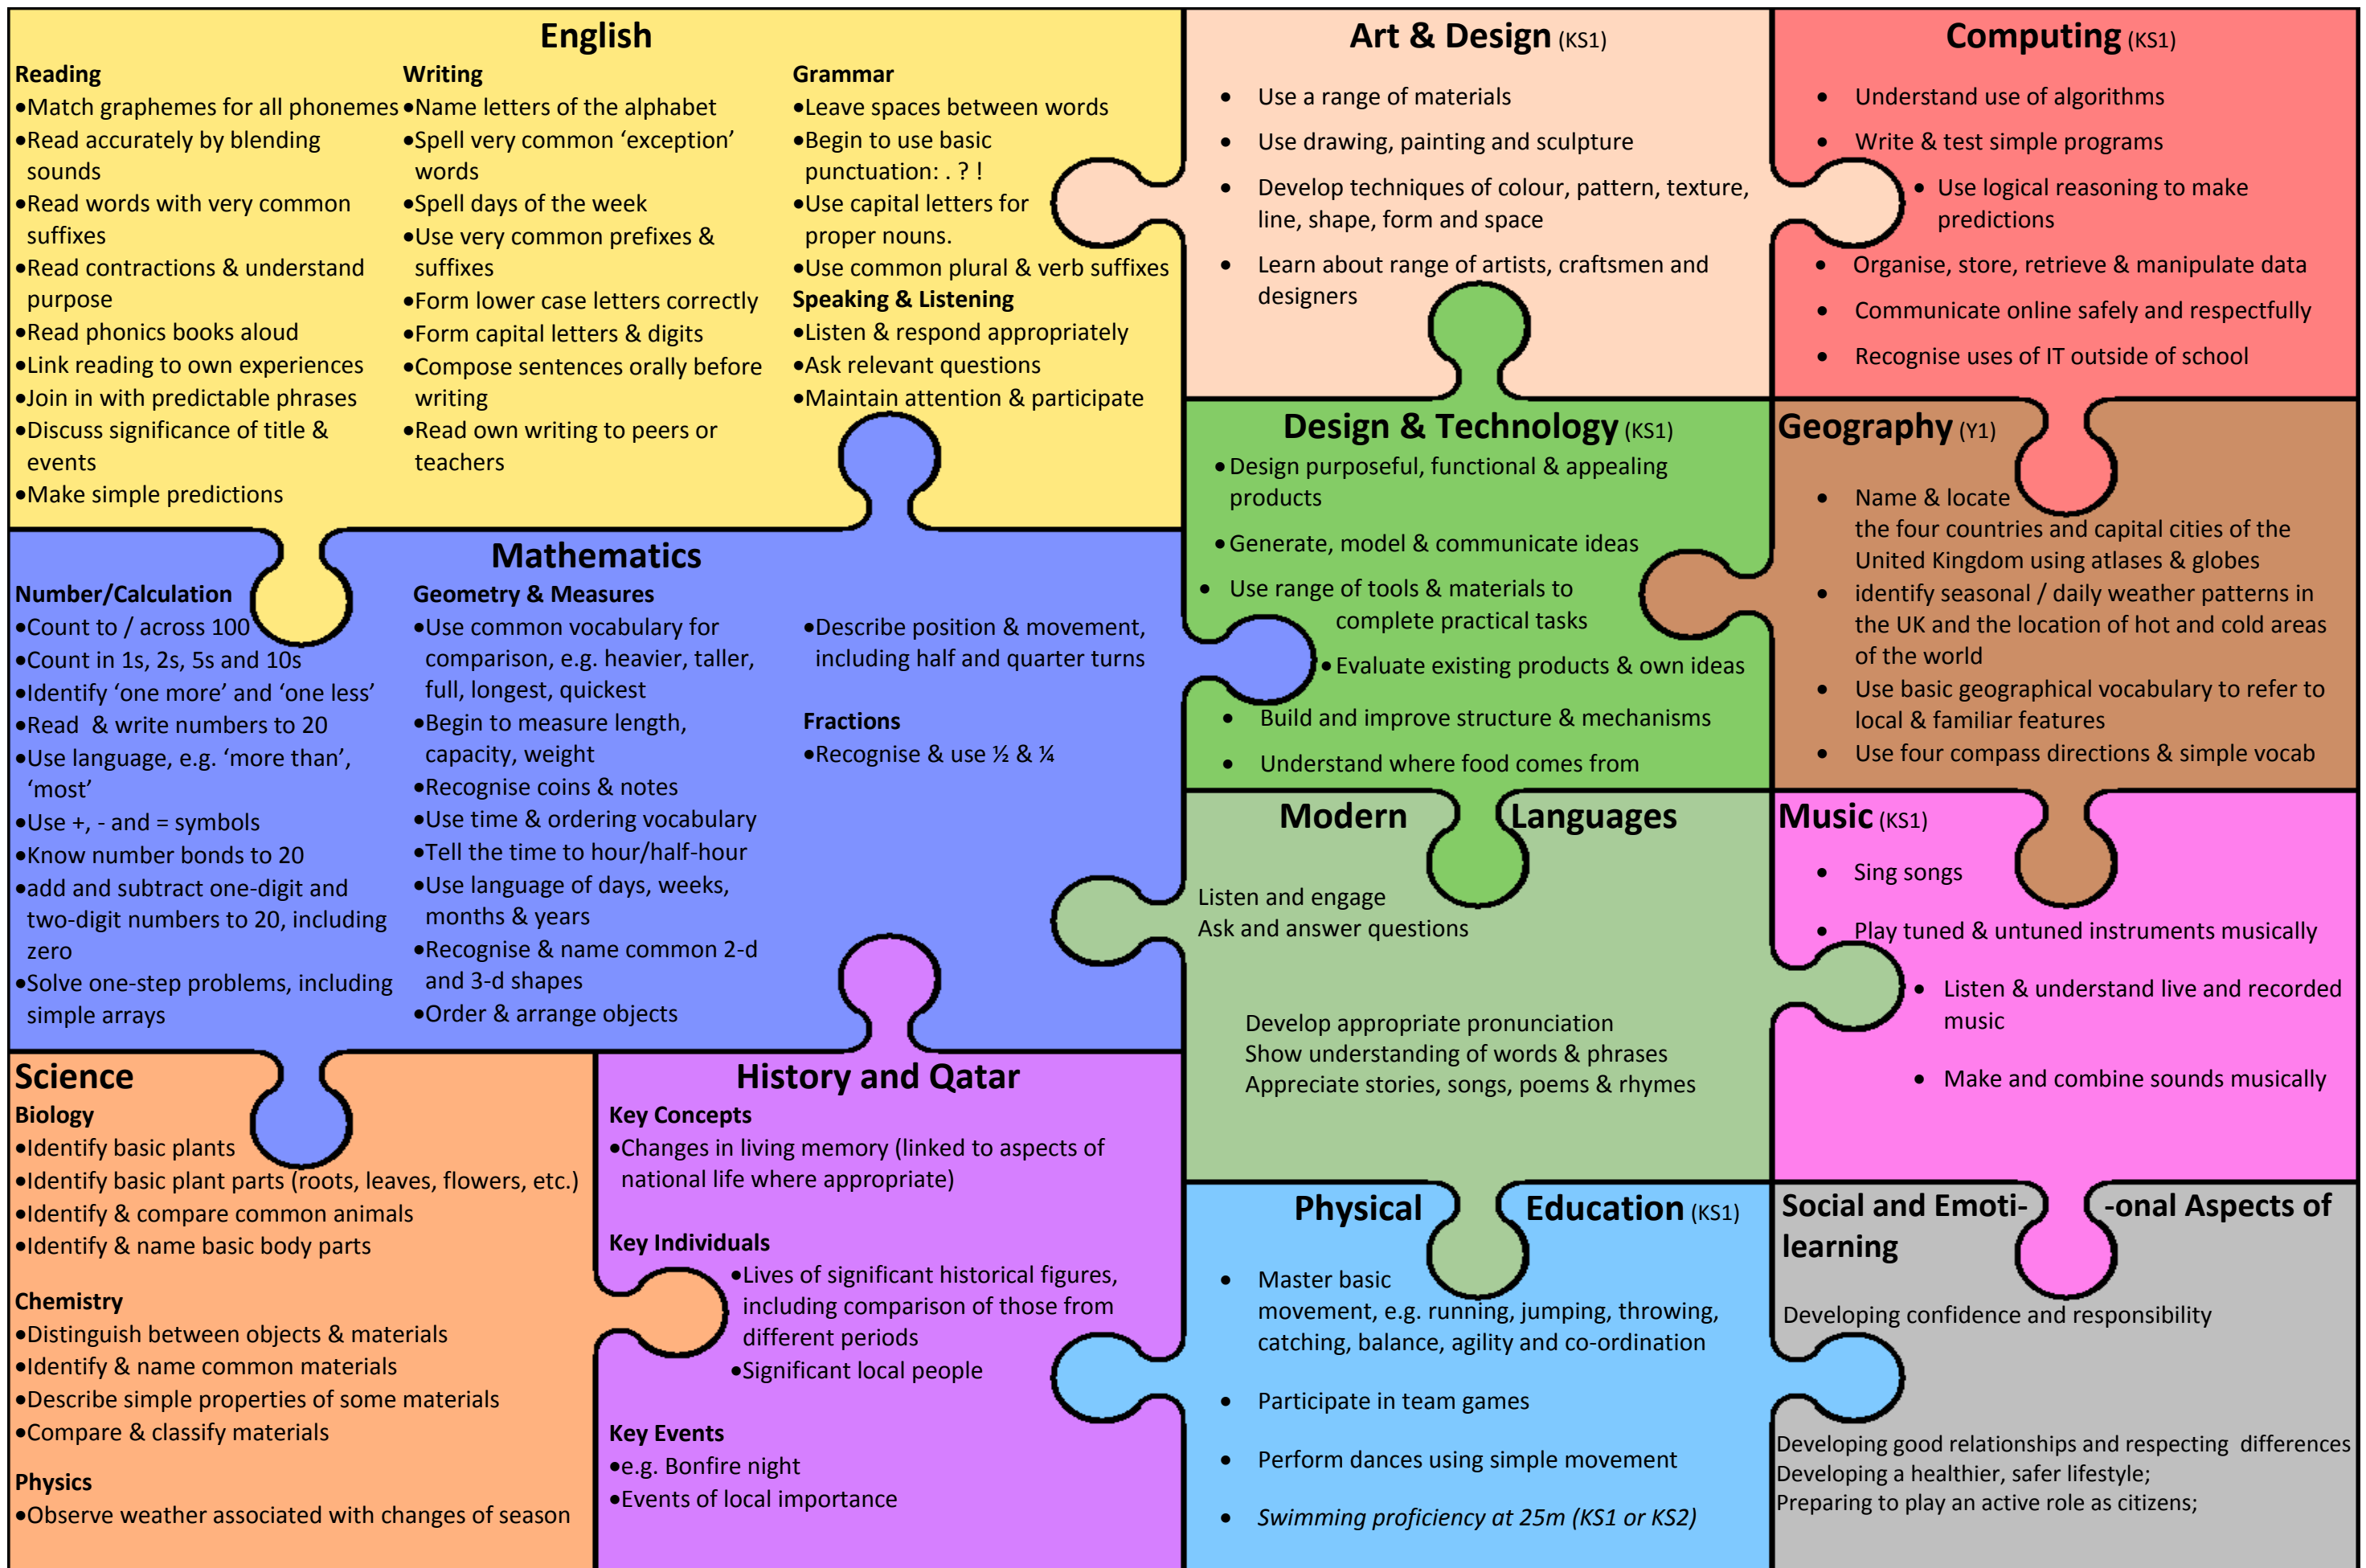 English
Reading
•Match graphemes for all phonemes
•Read accurately by blending
sounds
•Read words with very common
suffixes
•Read contractions & understand
purpose
•Read phonics books aloud
•Link reading to own experiences
•Join in with predictable phrases
•Discuss significance of title &
events
•Make simple predictions
Writing
•Name letters of the alphabet
•Spell very common ‘exception’
words
•Spell days of the week
•Use very common prefixes &
suffixes
•Form lower case letters correctly
•Form capital letters & digits
•Compose sentences orally before
writing
•Read own writing to peers or
teachers
Grammar
•Leave spaces between words
•Begin to use basic
punctuation: . ? !
•Use capital letters for
proper nouns.
•Use common plural & verb suffixes
Speaking & Listening
•Listen & respond appropriately
•Ask relevant questions
•Maintain attention & participate
Art & Design (KS1)
• Use a range of materials
• Use drawing, painting and sculpture
• Develop techniques of colour, pattern, texture,
line, shape, form and space
• Learn about range of artists, craftsmen and
designers
Computing (KS1)
• Understand use of algorithms
• Write & test simple programs
• Use logical reasoning to make
predictions
• Organise, store, retrieve & manipulate data
• Communicate online safely and respectfully
• Recognise uses of IT outside of school
Mathematics
Number/Calculation
•Count to / across 100
•Count in 1s, 2s, 5s and 10s
•Identify ‘one more’ and ‘one less’
•Read & write numbers to 20
•Use language, e.g. ‘more than’,
‘most’
•Use +, - and = symbols
•Know number bonds to 20
•add and subtract one-digit and
two-digit numbers to 20, including
zero
•Solve one-step problems, including
simple arrays
Geometry & Measures
•Use common vocabulary for
comparison, e.g. heavier, taller,
full, longest, quickest
•Begin to measure length,
capacity, weight
•Recognise coins & notes
•Use time & ordering vocabulary
•Tell the time to hour/half-hour
•Use language of days, weeks,
months & years
•Recognise & name common 2-d
and 3-d shapes
•Order & arrange objects
•Describe position & movement,
including half and quarter turns
Fractions
•Recognise & use ½ & ¼
Design & Technology (KS1)
• Design purposeful, functional & appealing
products
• Generate, model & communicate ideas
• Use range of tools & materials to
complete practical tasks
• Evaluate existing products & own ideas
• Build and improve structure & mechanisms
• Understand where food comes from
Geography (Y1)
• Name & locate
the four countries and capital cities of the
United Kingdom using atlases & globes
• identify seasonal / daily weather patterns in
the UK and the location of hot and cold areas
of the world
• Use basic geographical vocabulary to refer to
local & familiar features
• Use four compass directions & simple vocab
Modern Languages
Listen and engage
Ask and answer questions
Develop appropriate pronunciation
Show understanding of words & phrases
Appreciate stories, songs, poems & rhymes
Music (KS1)
• Sing songs
• Play tuned & untuned instruments musically
• Listen & understand live and recorded
music
• Make and combine sounds musically
Science
Biology
•Identify basic plants
•Identify basic plant parts (roots, leaves, flowers, etc.)
•Identify & compare common animals
•Identify & name basic body parts
Chemistry
•Distinguish between objects & materials
•Identify & name common materials
•Describe simple properties of some materials
•Compare & classify materials
Physics
•Observe weather associated with changes of season
History and Qatar
Key Concepts
•Changes in living memory (linked to aspects of
national life where appropriate)
Key Individuals
•Lives of significant historical figures,
including comparison of those from
different periods
•Significant local people
Key Events
•e.g. Bonfire night
•Events of local importance
Physical Education (KS1)
• Master basic
movement, e.g. running, jumping, throwing,
catching, balance, agility and co-ordination
• Participate in team games
• Perform dances using simple movement
• Swimming proficiency at 25m (KS1 or KS2)
Social and Emoti- -onal Aspects of
learning
Developing confidence and responsibility
Developing good relationships and respecting differences
Developing a healthier, safer lifestyle;
Preparing to play an active role as citizens;